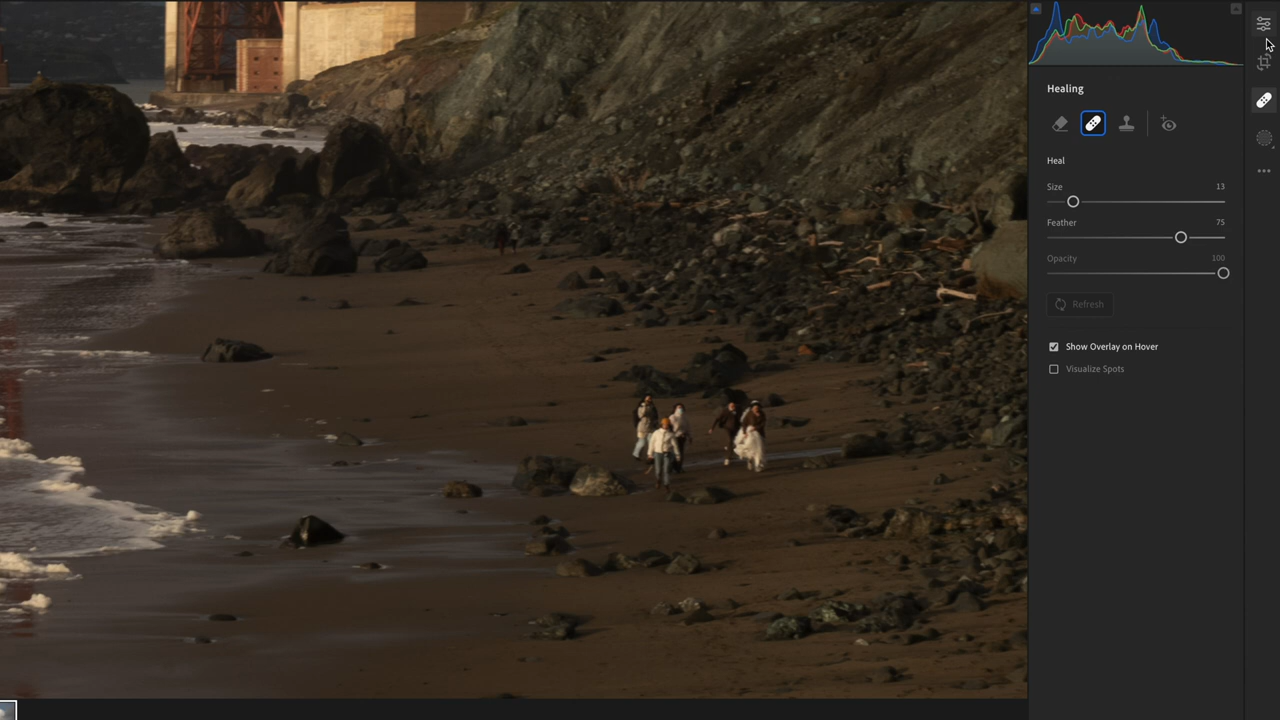 Healing
Heal
Size 13
Feather 75
Opacity 100
Refresh
Show Overlay on Hover
Visualize Spots